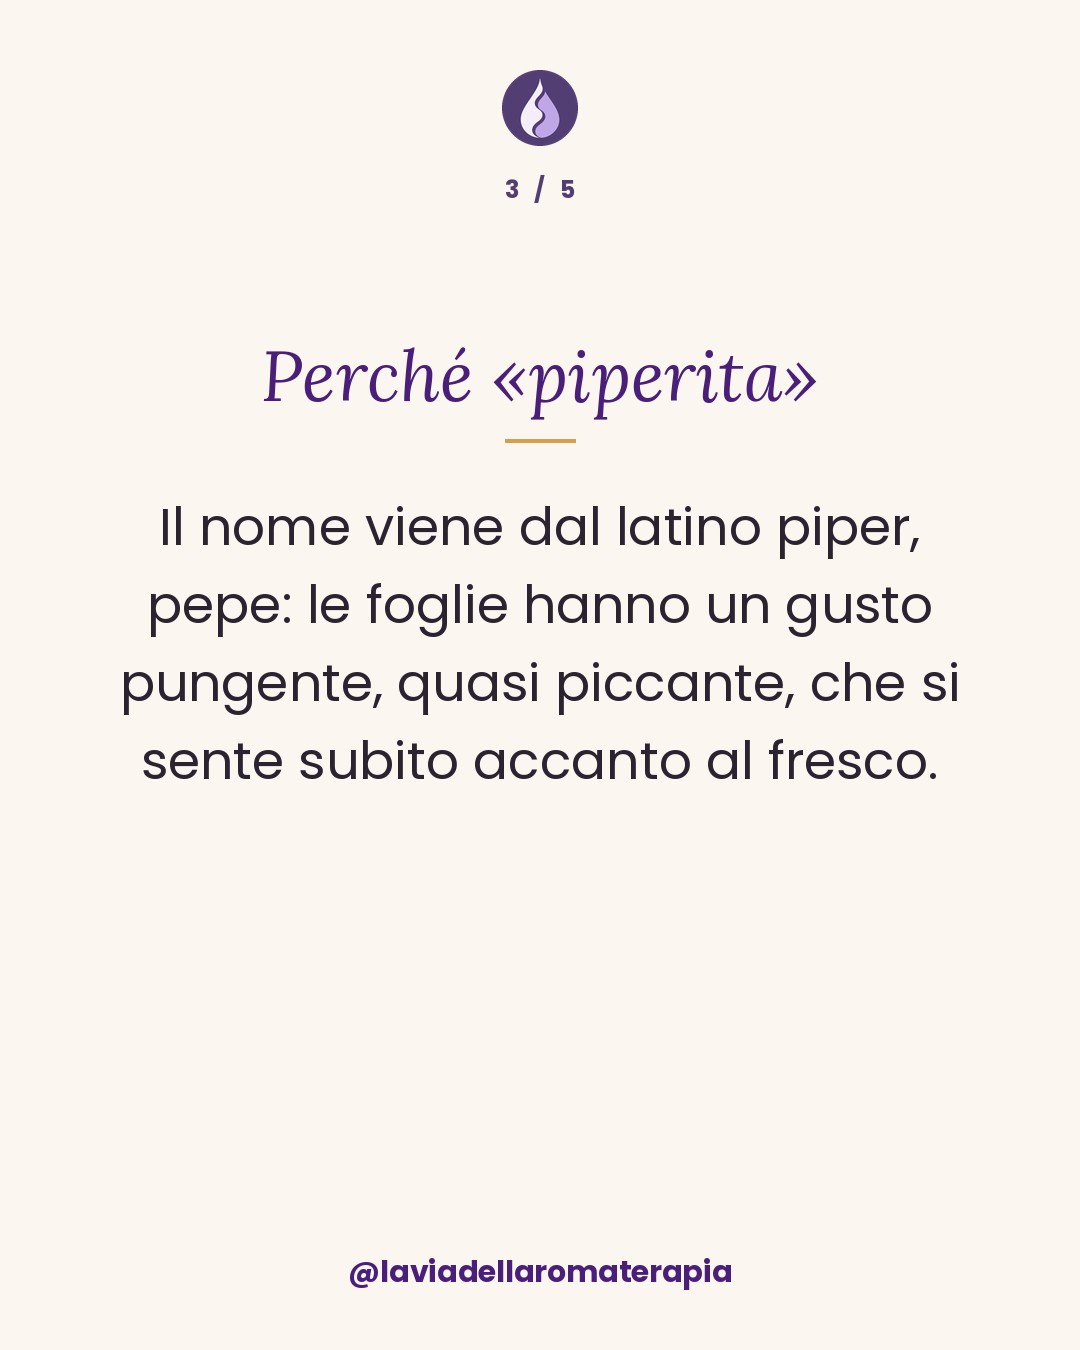 3 / 5
Perché «piperita»
Il nome viene dal latino piper,
pepe: le foglie hanno un gusto
pungente, quasi piccante, che si
sente subito accanto al fresco.
@laviadellaromaterapia